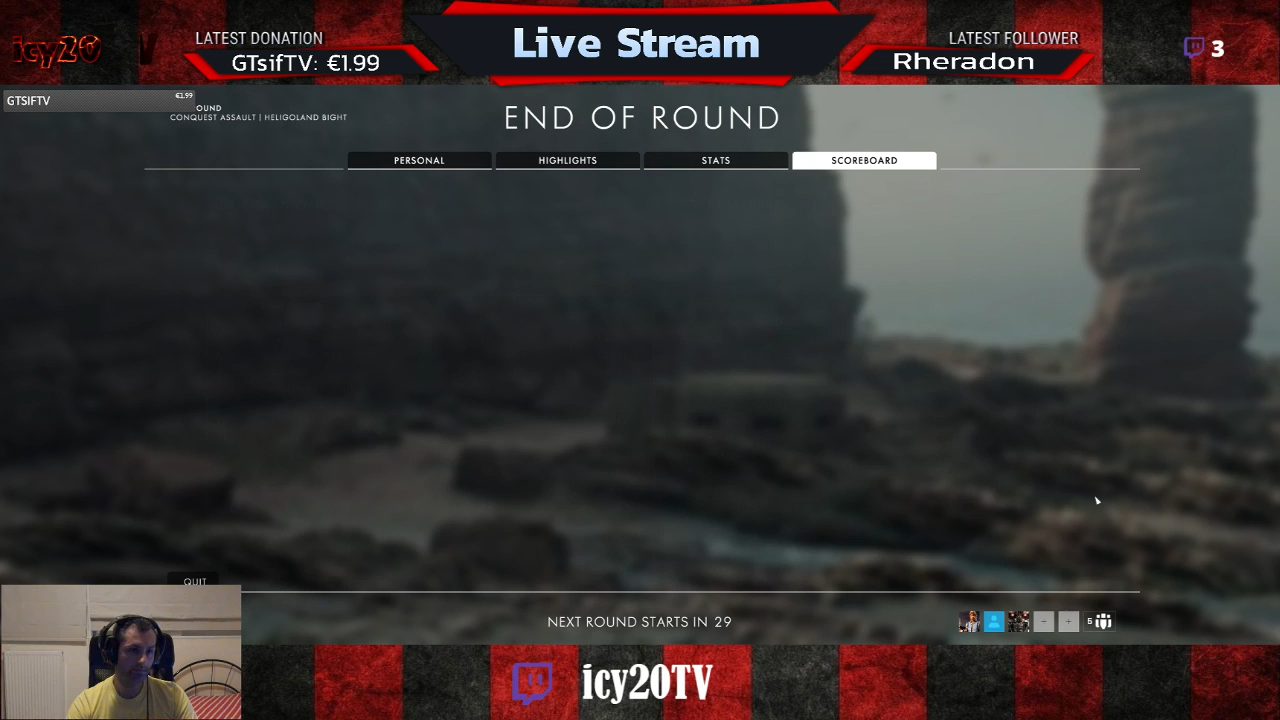 LATEST DONATION
GTsifTV: €1.99
Live Stream
LATEST FOLLOWER
Rheradon
3
icy20
V
GTSIFTV
€1.99
OUND
CONQUEST ASSAULT | HELIGOLAND BIGHT
END OF ROUND
PERSONAL
HIGHLIGHTS
STATS
SCOREBOARD
QUIT
NEXT ROUND STARTS IN 29
5
icy20TV